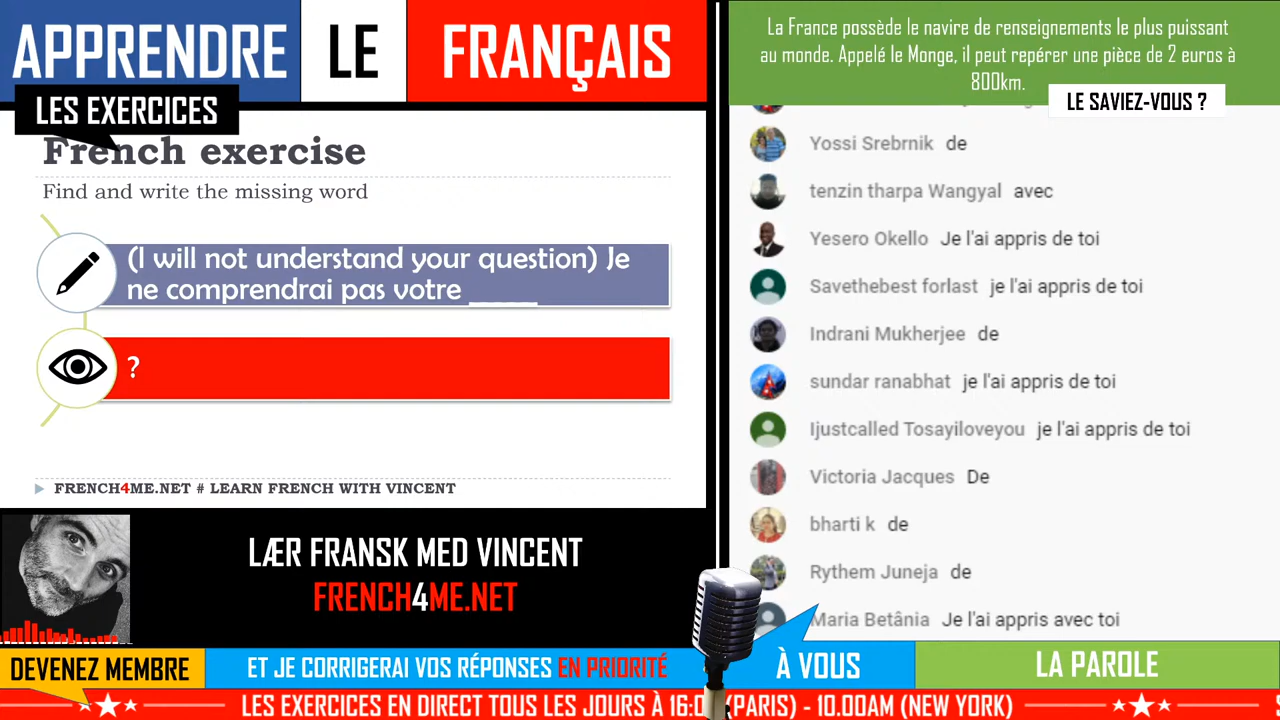 APPRENDRE LE FRANÇAIS
LES EXERCICES
French exercise
Find and write the missing word
(I will not understand your question) Je
ne comprendrai pas votre _____
?
FRENCH4ME.NET # LEARN FRENCH WITH VINCENT
LÆR FRANSK MED VINCENT
FRENCH4ME.NET
DEVENEZ MEMBRE
ET JE CORRIGERAI VOS RÉPONSES EN PRIORITÉ
La France possède le navire de renseignements le plus puissant
au monde. Appelé le Monge, il peut repérer une pièce de 2 euros à
800km.
LE SAVIEZ-VOUS ?
Yossi Srebrnik de
tenzin tharpa Wangyal avec
Yesero Okello Je l'ai appris de toi
Savethebest forlast je l'ai appris de toi
Indrani Mukherjee de
sundar ranabhat je l'ai appris de toi
Ijustcalled Tosayiloveyou je l'ai appris de toi
Victoria Jacques De
bharti k de
Rythem Juneja de
Maria Betânia Je l'ai appris avec toi
À VOUS
LA PAROLE
LES EXERCICES EN DIRECT TOUS LES JOURS À (PARIS) - 10.00AM (NEW YORK)